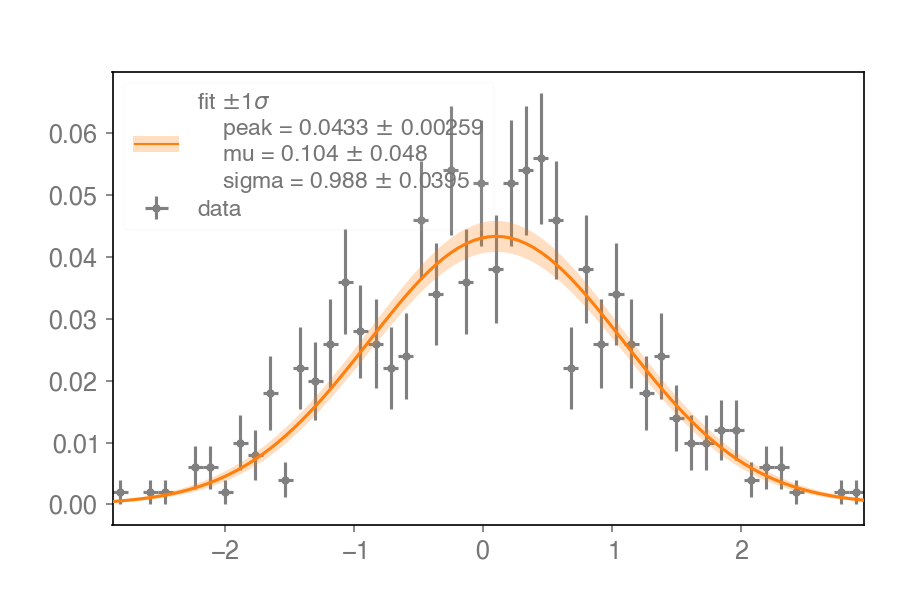 fit ±1σ
peak = 0.0433 ± 0.00259
mu = 0.104 ± 0.048
sigma = 0.988 ± 0.0395
data
0.06
0.05
0.04
0.03
0.02
0.01
0.00
−2
−1
0
1
2